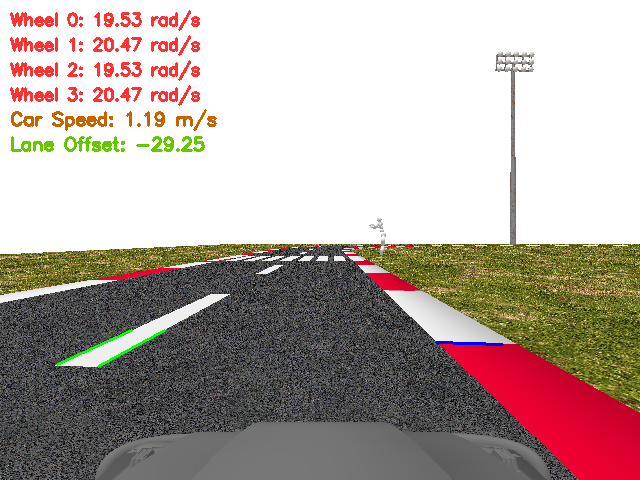 Wheel 0: 19.53 rad/s
Wheel 1: 20.47 rad/s
Wheel 2: 19.53 rad/s
Wheel 3: 20.47 rad/s
Car Speed: 1.19 m/s
Lane Offset: -29.25